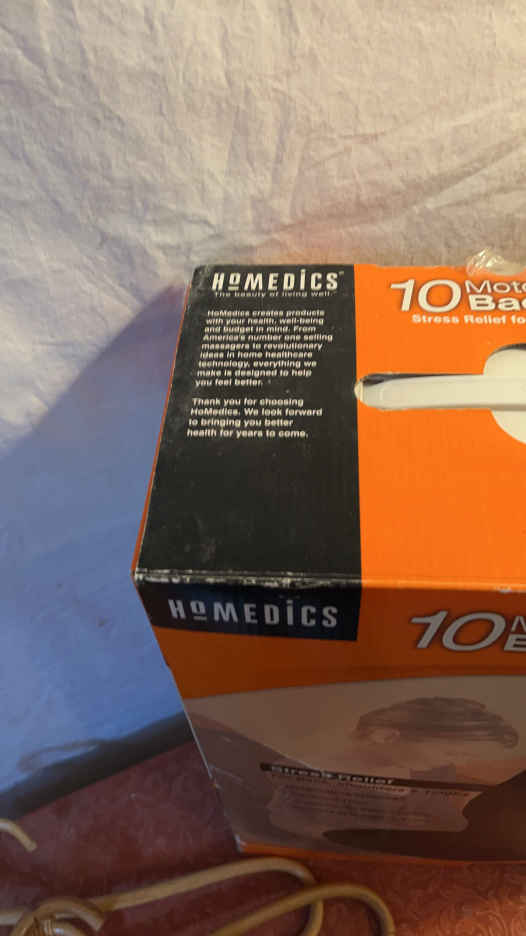 HoMEDiCS™
The beauty of living well.™
HoMedics creates products
with your health, well-being
and budget in mind. From
America's number one selling
massagers to revolutionary
ideas in home healthcare
technology, everything we
make is designed to help
you feel better.
Thank you for choosing
HoMedics. We look forward
to bringing you better
health for years to come.
10
Stress Relief
HoMEDiCS
10
Stress Relief